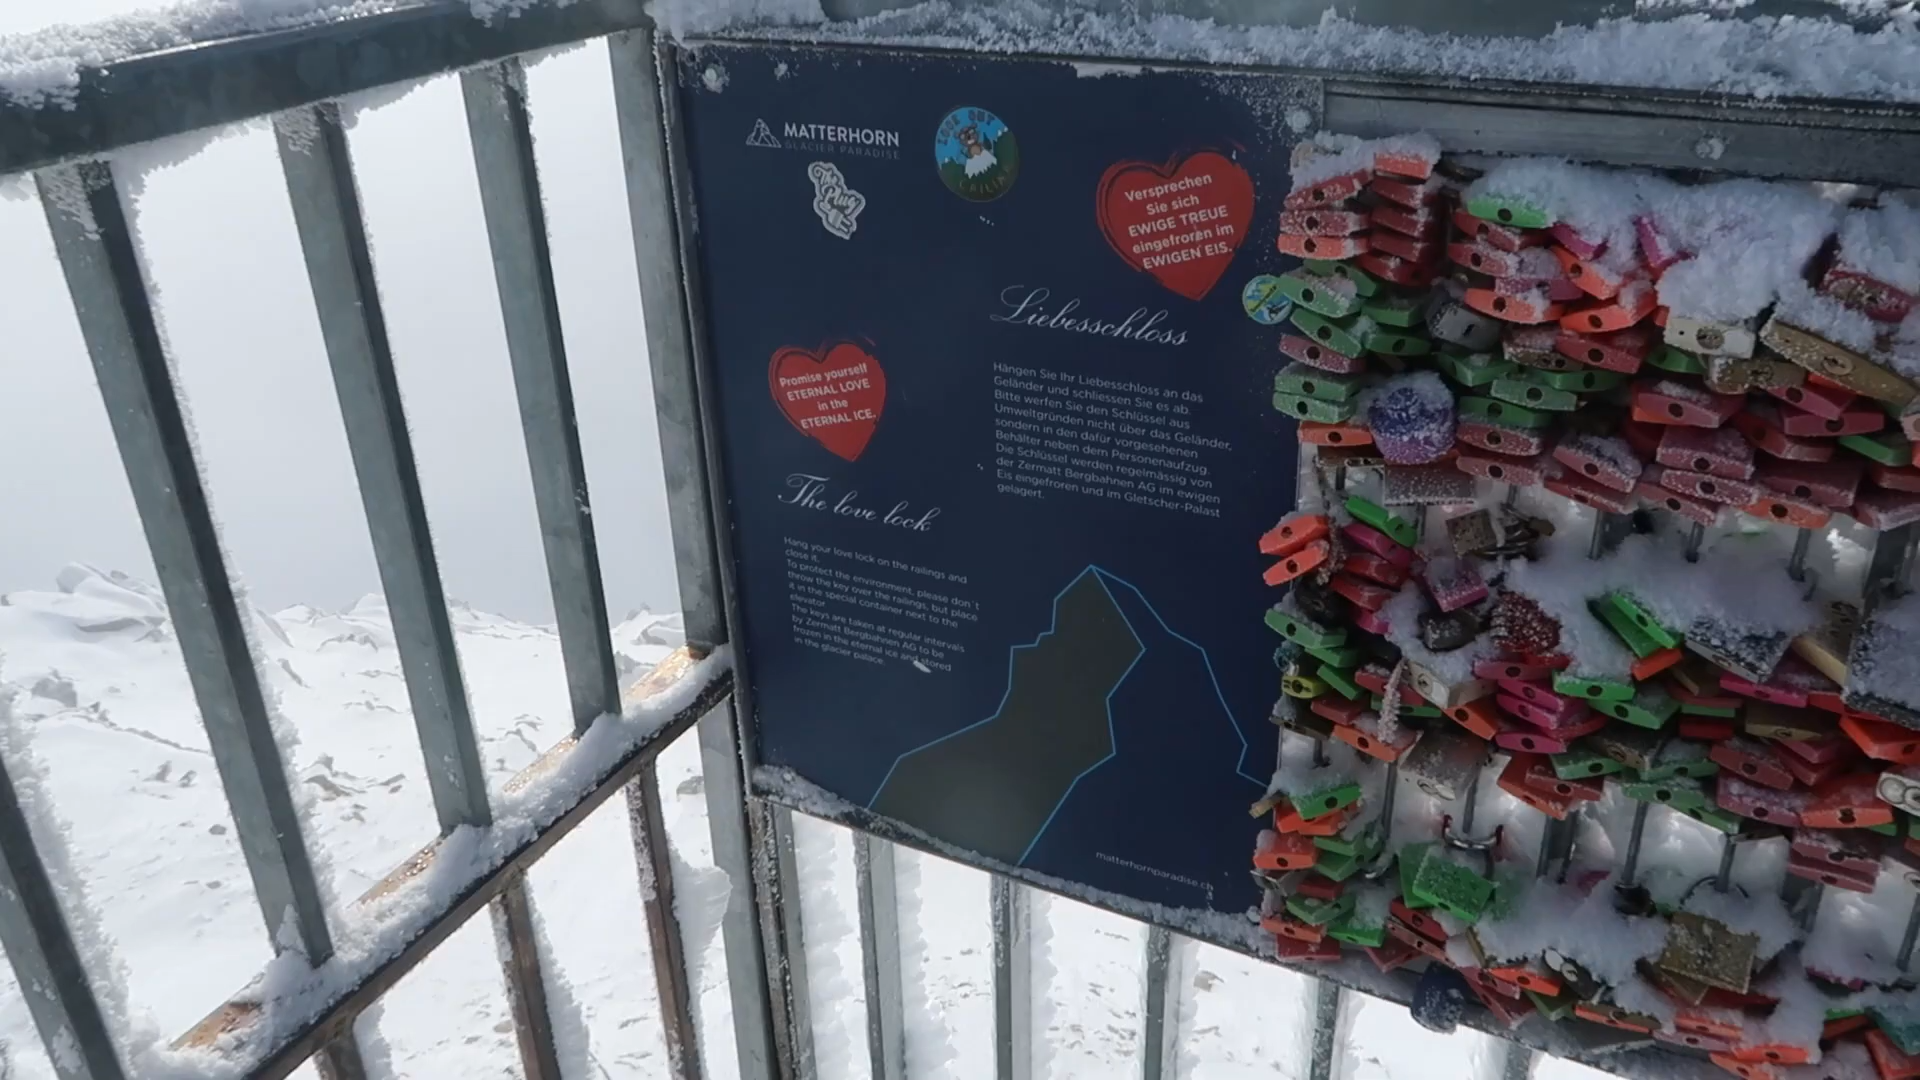 MATTERHORN
GLACIER PARADISE
The
Plug
LOOK OUT
Versprechen
Sie sich
EWIGE TREUE
eingefroren im
EWIGEN EIS.
Liebesschloss
Hängen Sie Ihr Liebesschloss an das
Geländer und schliessen Sie es ab.
Bitte werfen Sie den Schlüssel aus
Umweltgründen nicht über das Geländer,
sondern in den dafür vorgesehenen
Behälter neben dem Personenaufzug.
Die Schlüssel werden regelmässig von
der Zermatt Bergbahnen AG im ewigen
Eis eingefroren und im Gletscher-Palast
gelagert.
Promise yourself
ETERNAL LOVE
in the
ETERNAL ICE.
The love lock
Hang your love lock on the railings and
close it.
To protect the environment, please don´t
throw the key over the railings, but place
it in the special container next to the
elevator.
The keys are taken at regular intervals
by Zermatt Bergbahnen AG to be
frozen in the eternal ice and stored
in the glacier palace.
matterhornparadise.ch